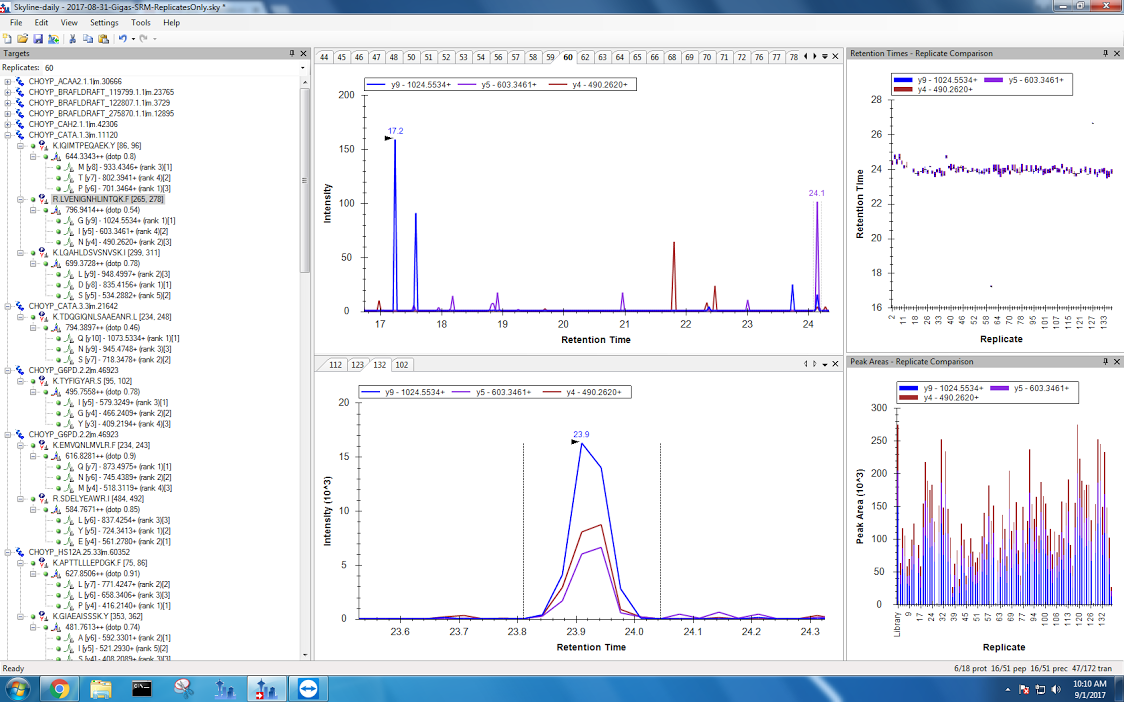 Skyline-daily - 2017-08-31-Gigas-SRM-ReplicatesOnly.sky *
File Edit View Settings Tools Help
Targets
Replicates: 60
CHOYP_ACAA2.1.1|m.30666
CHOYP_BRAFLDRAFT_119799.1.1|m.23765
CHOYP_BRAFLDRAFT_122807.1.1|m.3729
CHOYP_BRAFLDRAFT_275870.1.1|m.12895
CHOYP_CAH2.1.1|m.42306
CHOYP_CATA.1.3|m.11120
K.IQIMTPEQAEK.Y [86, 96]
644.3343++ (dotp 0.8)
M [y8] - 933.4346+ (rank 3)[1]
T [y7] - 802.3941+ (rank 4)[2]
P [y6] - 701.3464+ (rank 1)[3]
R.LVENIGNHLINTQK.F [265, 278]
796.9414++ (dotp 0.54)
G [y9] - 1024.5534+ (rank 1)[1]
I [y5] - 603.3461+ (rank 4)[2]
N [y4] - 490.2620+ (rank 2)[3]
K.LQAHLDSVSNVSK.I [299, 311]
699.3728++ (dotp 0.78)
L [y9] - 948.4997+ (rank 2)[3]
D [y8] - 835.4156+ (rank 1)[1]
S [y5] - 534.2882+ (rank 5)[2]
CHOYP_CATA.3.3|m.21642
K.TDQGIQNLSAAEANR.L [234, 248]
794.3897++ (dotp 0.46)
Q [y10] - 1073.5334+ (rank 1)[1]
N [y9] - 945.4748+ (rank 3)[3]
S [y7] - 718.3478+ (rank 2)[2]
CHOYP_G6PD.2.2|m.46923
K.TYFIGYAR.S [95, 102]
495.7558++ (dotp 0.78)
I [y5] - 579.3249+ (rank 3)[1]
G [y4] - 466.2409+ (rank 2)[2]
Y [y3] - 409.2194+ (rank 4)[3]
CHOYP_G6PD.2.2|m.46923
K.EMVQNLMVLR.F [234, 243]
616.8281++ (dotp 0.9)
Q [y7] - 873.4975+ (rank 1)[1]
N [y6] - 745.4389+ (rank 2)[2]
M [y4] - 518.3119+ (rank 4)[3]
R.SDELYEAWR.I [484, 492]
584.7671++ (dotp 0.85)
L [y6] - 837.4254+ (rank 3)[3]
Y [y5] - 724.3413+ (rank 1)[2]
E [y4] - 561.2780+ (rank 2)[1]
CHOYP_HS12A.25.33|m.60352
K.APTTLLLEPDGK.F [75, 86]
627.8506++ (dotp 0.91)
L [y7] - 771.4247+ (rank 2)[2]
L [y6] - 658.3406+ (rank 3)[3]
P [y4] - 416.2140+ (rank 1)[1]
K.GIAEAISSSK.Y [353, 362]
481.7613++ (dotp 0.74)
A [y6] - 592.3301+ (rank 2)[1]
I [y5] - 521.2930+ (rank 5)[2]
S [y4] - 408.2089+ (rank 3)[3]
44 45 46 47 48 50 51 52 53 54 56 57 58 59 60 62 63 64 65 66 68 69 70 71 72 76 77 78
y9 - 1024.5534+ y5 - 603.3461+ y4 - 490.2620+
200
150
100
50
0
17.2
24.1
Intensity
17 18 19 20 21 22 23 24
Retention Time
112 123 132 102
y9 - 1024.5534+ y5 - 603.3461+ y4 - 490.2620+
20
15
10
5
0
23.9
Intensity (10^3)
23.6 23.7 23.8 23.9 24.0 24.1 24.2 24.3
Retention Time
Retention Times - Replicate Comparison
y9 - 1024.5534+ y5 - 603.3461+
y4 - 490.2620+
28
26
24
22
20
18
16
Retention Time
2 11 18 26 33 40 46 52 58 64 70 78 95 101 107 115 121 127 133
Replicate
Peak Areas - Replicate Comparison
y9 - 1024.5534+ y5 - 603.3461+
y4 - 490.2620+
300
250
200
150
100
50
0
Peak Area (10^3)
Library 9 17 24 32 39 45 51 57 63 69 77 94 100 106 114 120 126 132
Replicate
Ready
6/18 prot 16/51 pep 16/51 prec 47/172 tran
10:10 AM
9/1/2017